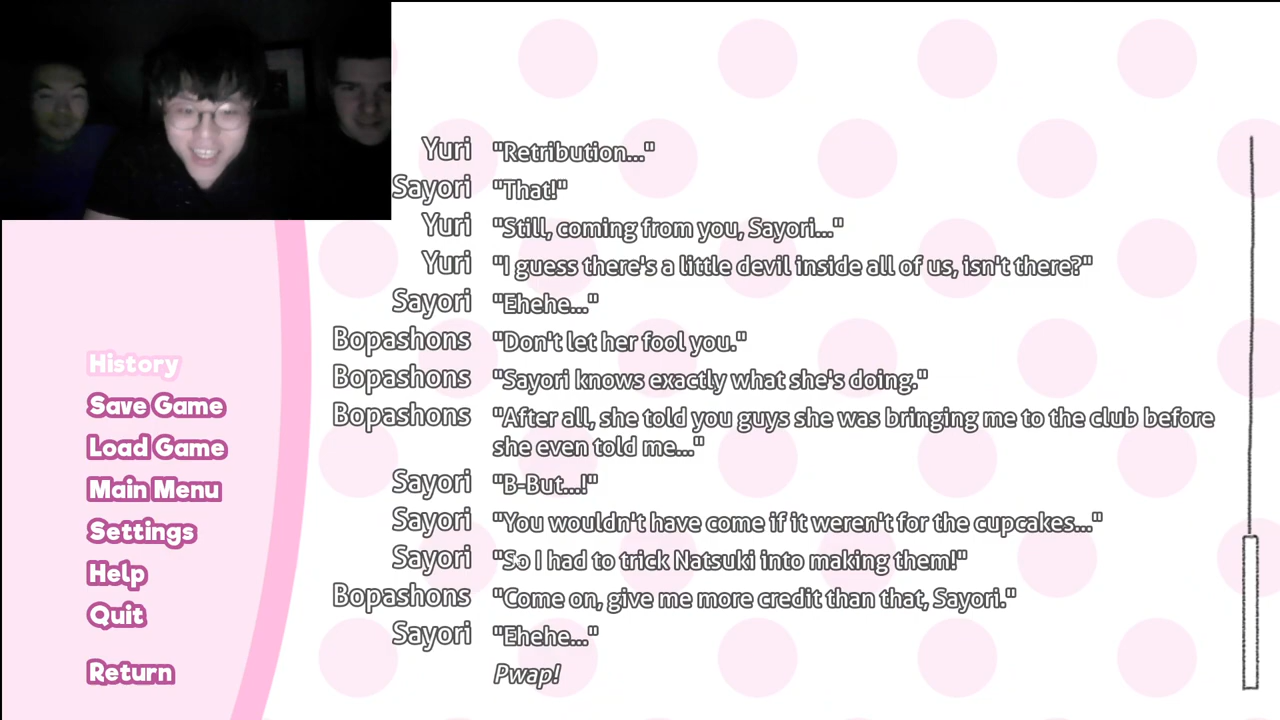 Yuri "Retribution..."
Sayori "That!"
Yuri "Still, coming from you, Sayori..."
Yuri "I guess there's a little devil inside all of us, isn't there?"
Sayori "Ehehe..."
Bopashons "Don't let her fool you."
Bopashons "Sayori knows exactly what she's doing."
Bopashons "After all, she told you guys she was bringing me to the club before
she even told me..."
Sayori "B-But...!"
Sayori "You wouldn't have come if it weren't for the cupcakes..."
Sayori "So I had to trick Natsuki into making them!"
Bopashons "Come on, give me more credit than that, Sayori."
Sayori "Ehehe..."
Pwap!
History
Save Game
Load Game
Main Menu
Settings
Help
Quit
Return